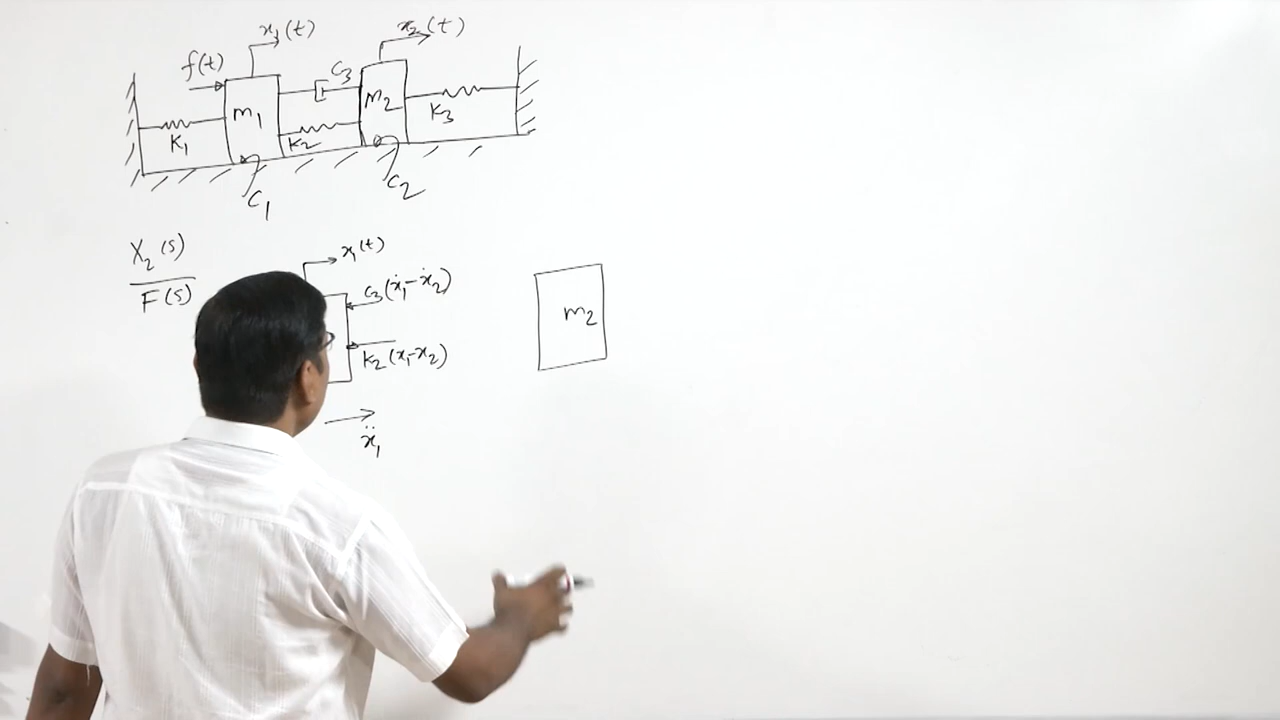 x₁(t) x₂(t)
f(t) C₃
m₁ m₂
K₁ K₂ K₃
C₁ C₂
X₂(s)
F(s)
x₁(t)
C₃(ẋ₁-ẋ₂)
K₂(x₁-x₂)
ẍ₁
m₂